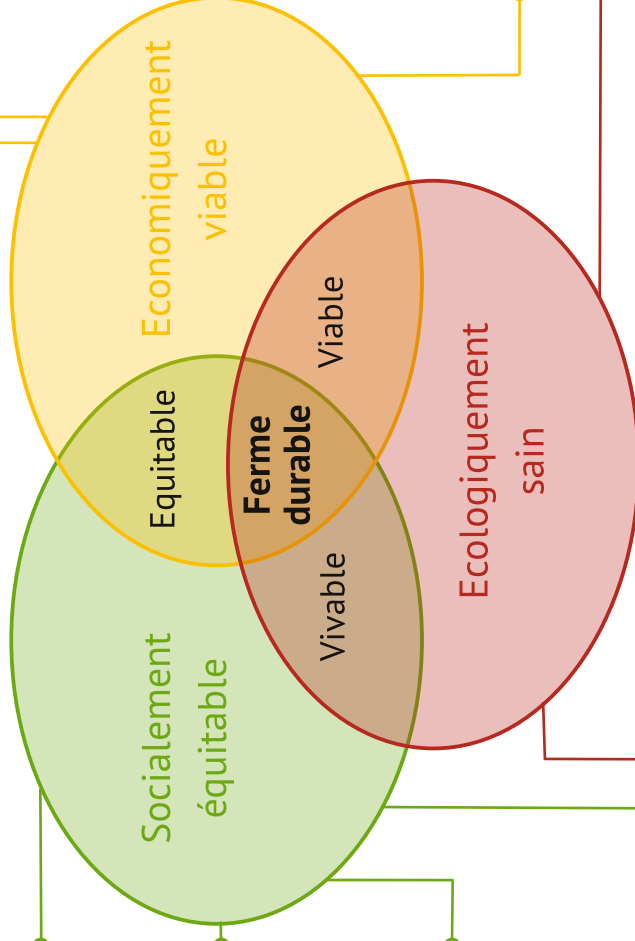 Socialement
équitable
Economiquement
viable
Equitable
Ferme
durable
Vivable
Viable
Ecologiquement
sain